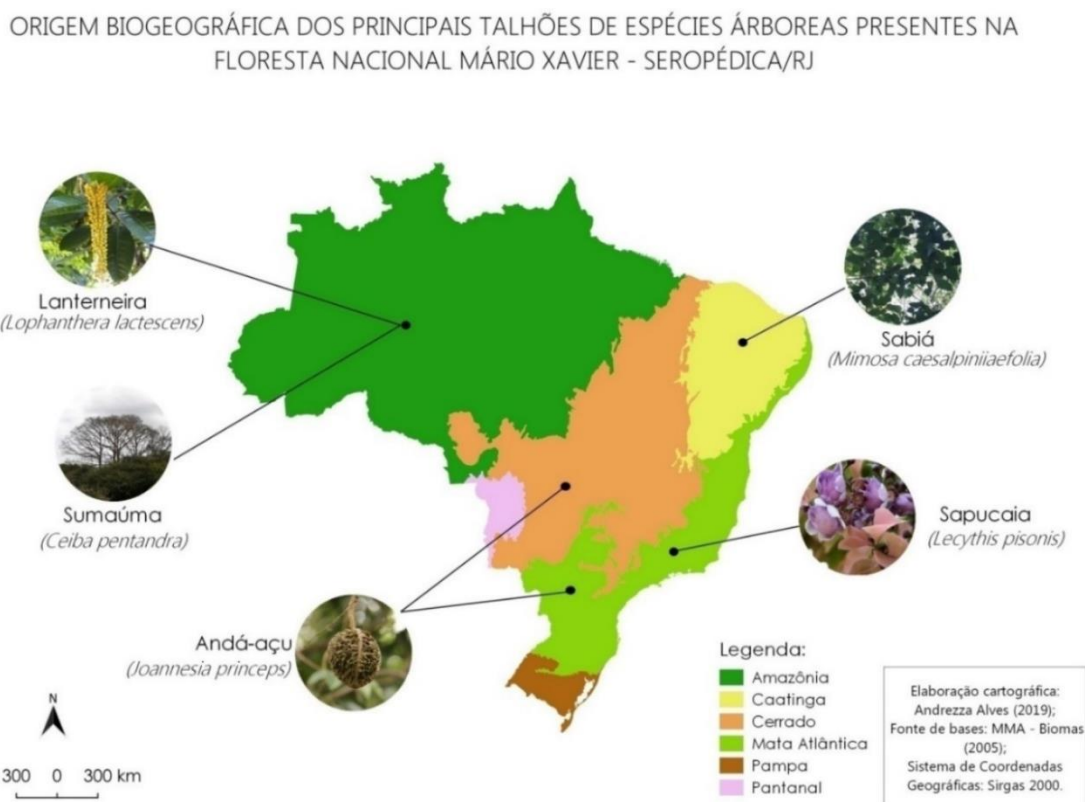 ORIGEM BIOGEOGRÁFICA DOS PRINCIPAIS TALHÕES DE ESPÉCIES ÁRBOREAS PRESENTES NA
FLORESTA NACIONAL MÁRIO XAVIER - SEROPÉDICA/RJ
Lanterneira
(Lophanthera lactescens)
Sabiá
(Mimosa caesalpiniiaefolia)
Sumaúma
(Ceiba pentandra)
Sapucaia
(Lecythis pisonis)
Andá-açu
(Joannesia princeps)
Legenda:
Amazônia
Caatinga
Cerrado
Mata Atlântica
Pampa
Pantanal
Elaboração cartográfica:
Andrezza Alves (2019);
Fonte de bases: MMA - Biomas
(2005);
Sistema de Coordenadas
Geográficas: Sirgas 2000.
N
300 0 300 km